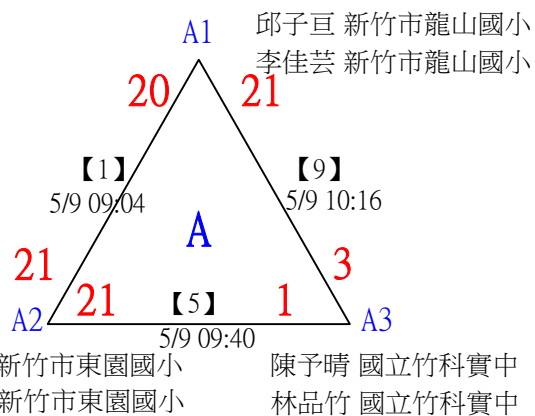 A1
邱子亘 新竹市龍山國小
李佳芸 新竹市龍山國小
20
21
【1】
5/9 09:04
【9】
5/9 10:16
A
21
3
21
【5】
1
A2
A3
5/9 09:40
新竹市東園國小
新竹市東園國小
陳予晴 國立竹科實中
林品竹 國立竹科實中